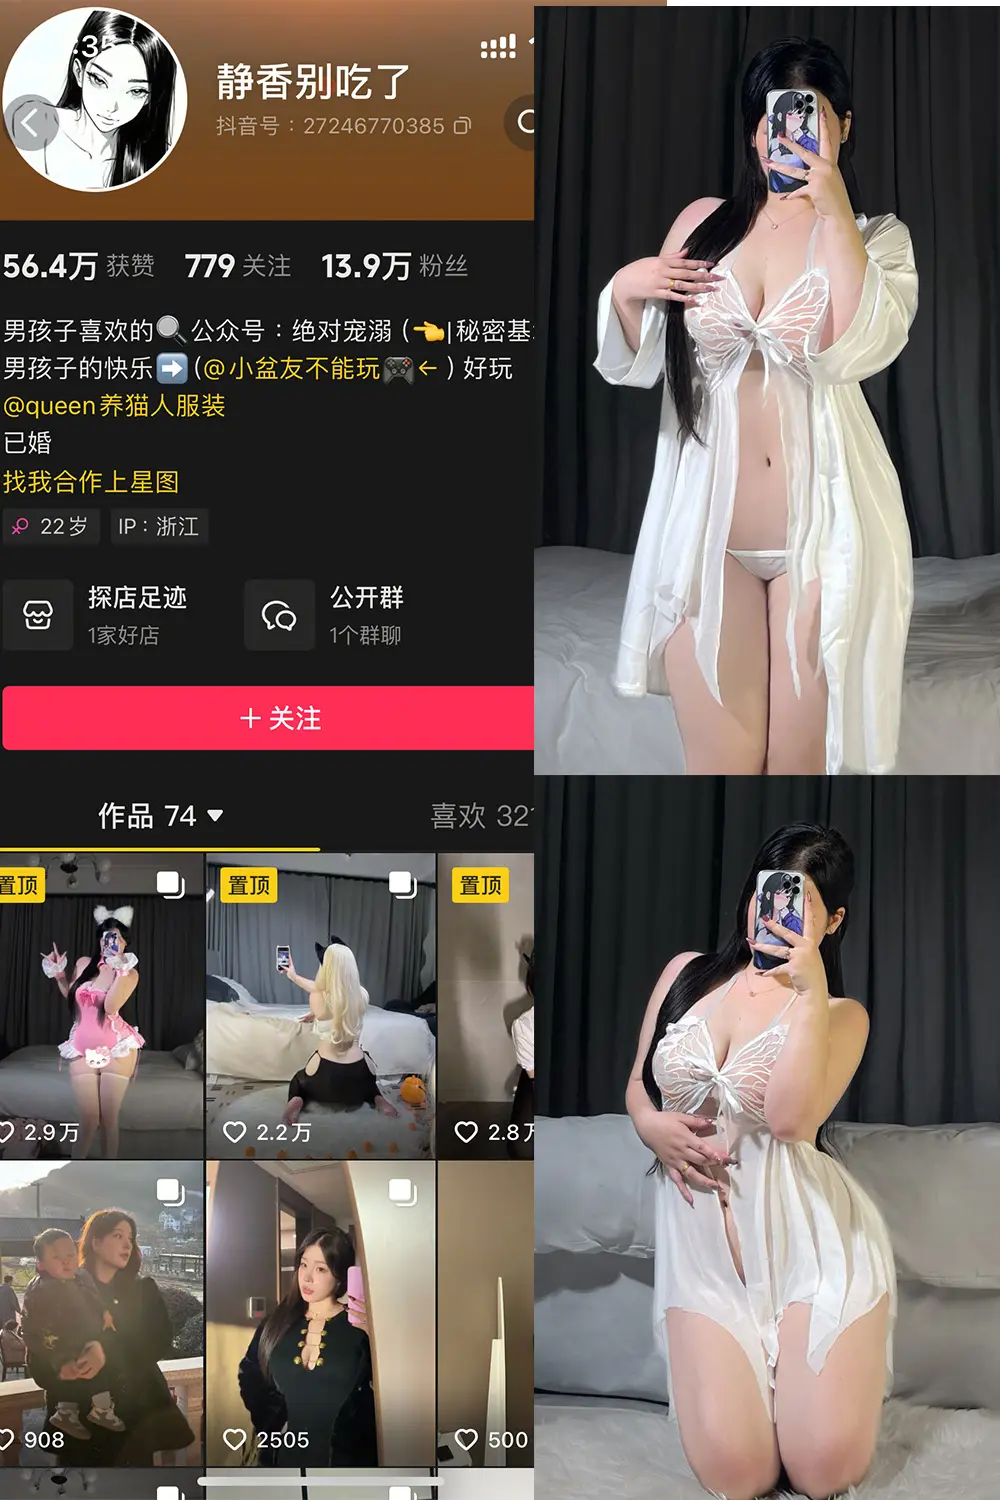 :35
静香别吃了
抖音号：27246770385
56.4万 获赞 779 关注 13.9万 粉丝
男孩子喜欢的🔍公众号：绝对宠溺（👈|秘密基
男孩子的快乐➡️(@小盆友不能玩🎮←）好玩
@queen养猫人服装
已婚
找我合作上星图
22岁 IP：浙江
探店足迹
1家好店
公开群
1个群聊
+ 关注
作品 74 喜欢 321
置顶 置顶 置顶
2.9万 2.2万 2.8万
908 2505 500